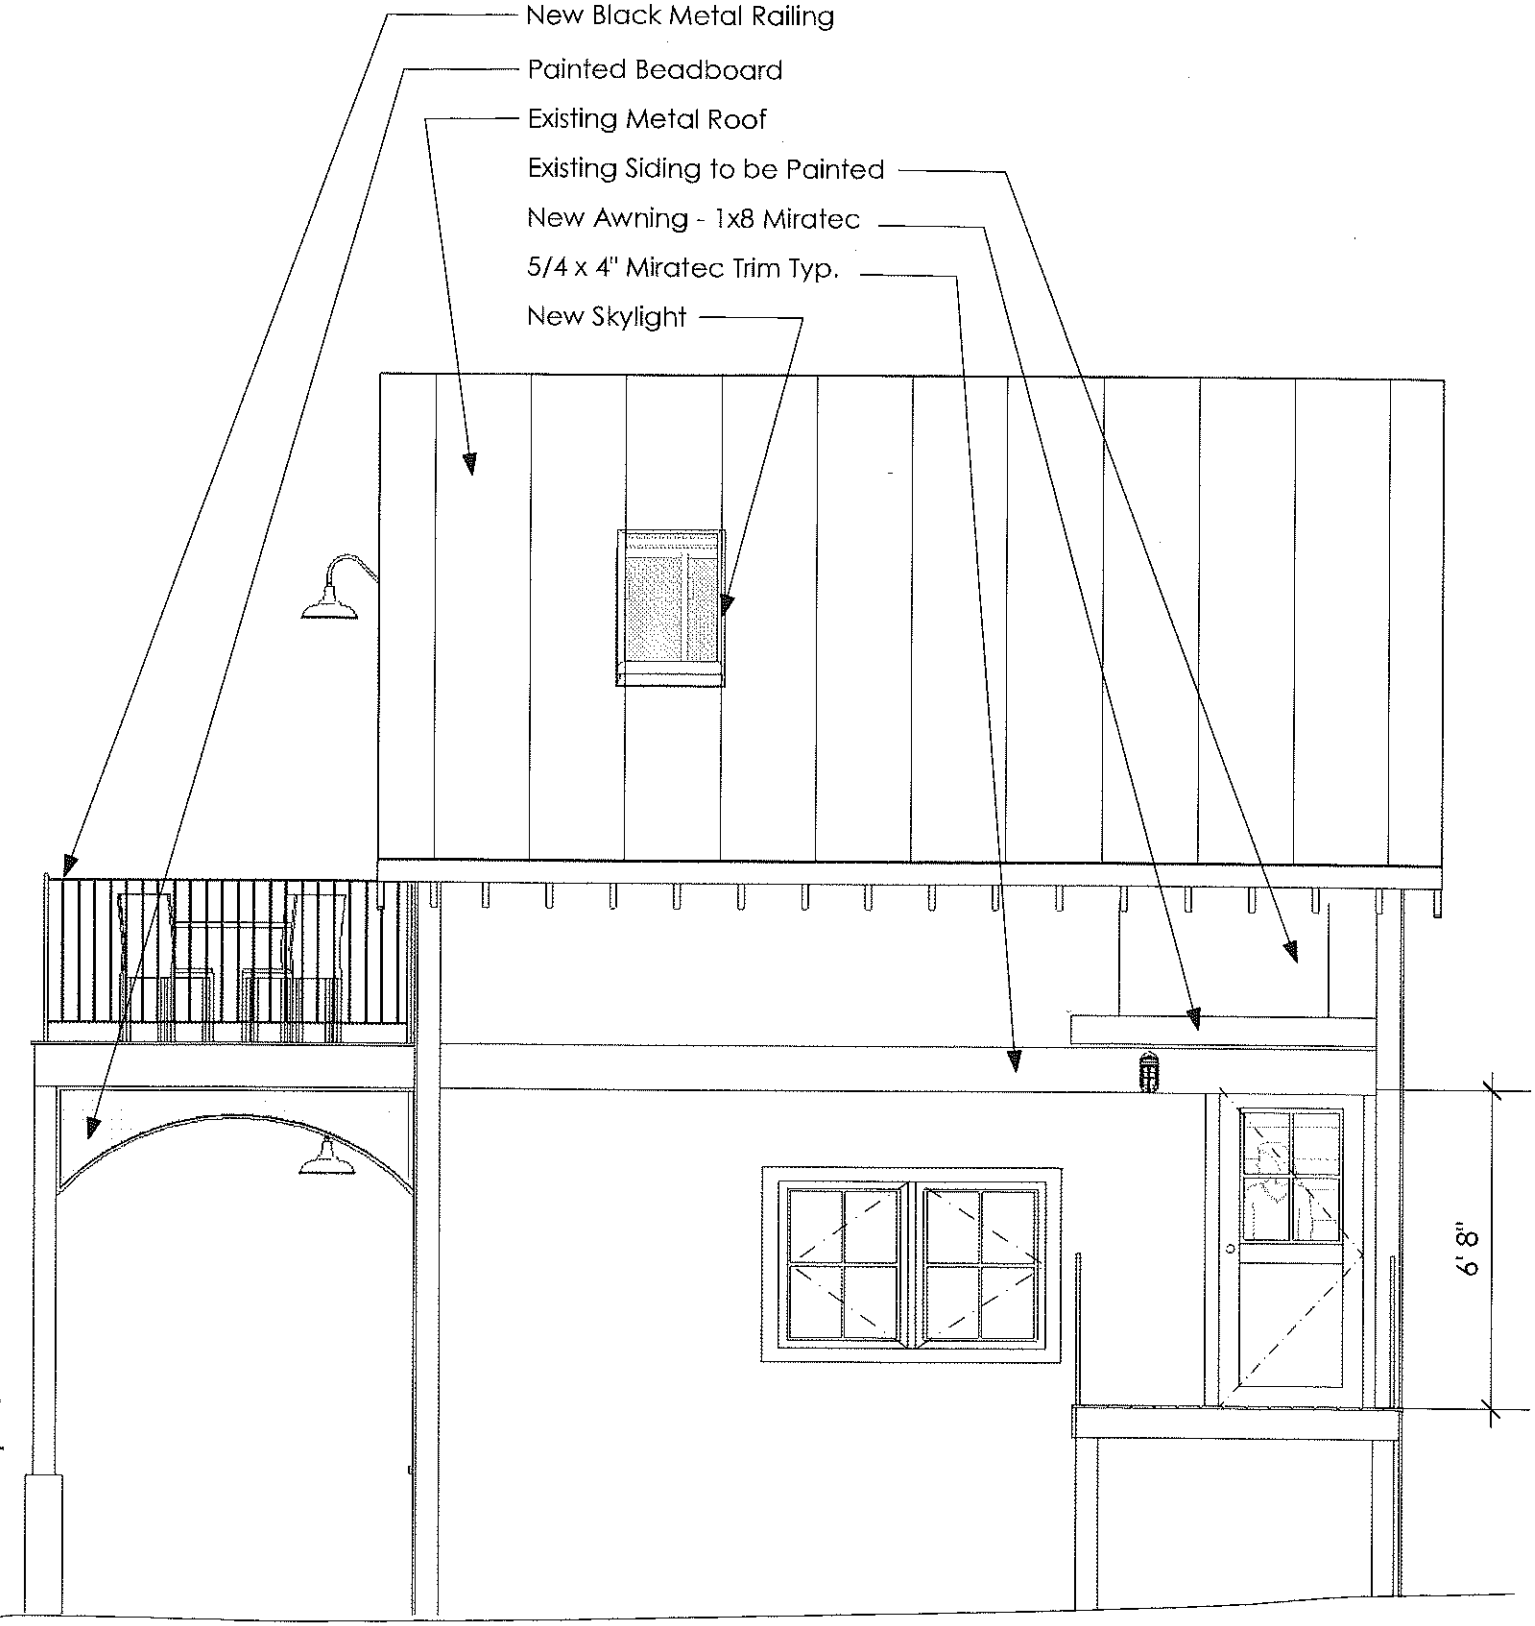 New Black Metal Railing
Painted Beadboard
Existing Metal Roof
Existing Siding to be Painted
New Awning - 1x8 Miratec
5/4 x 4" Miratec Trim Typ.
New Skylight
6' 8"